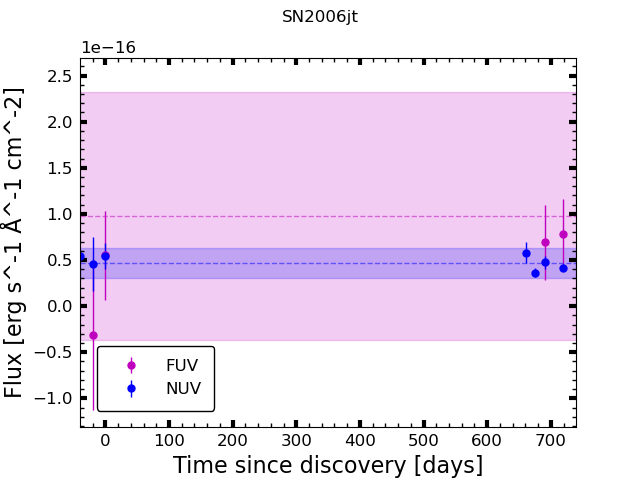 SN2006jt
1e−16
2.5
2.0
1.5
1.0
0.5
0.0
−0.5
−1.0
Flux [erg s^-1 Å^-1 cm^-2]
FUV
NUV
0 100 200 300 400 500 600 700
Time since discovery [days]